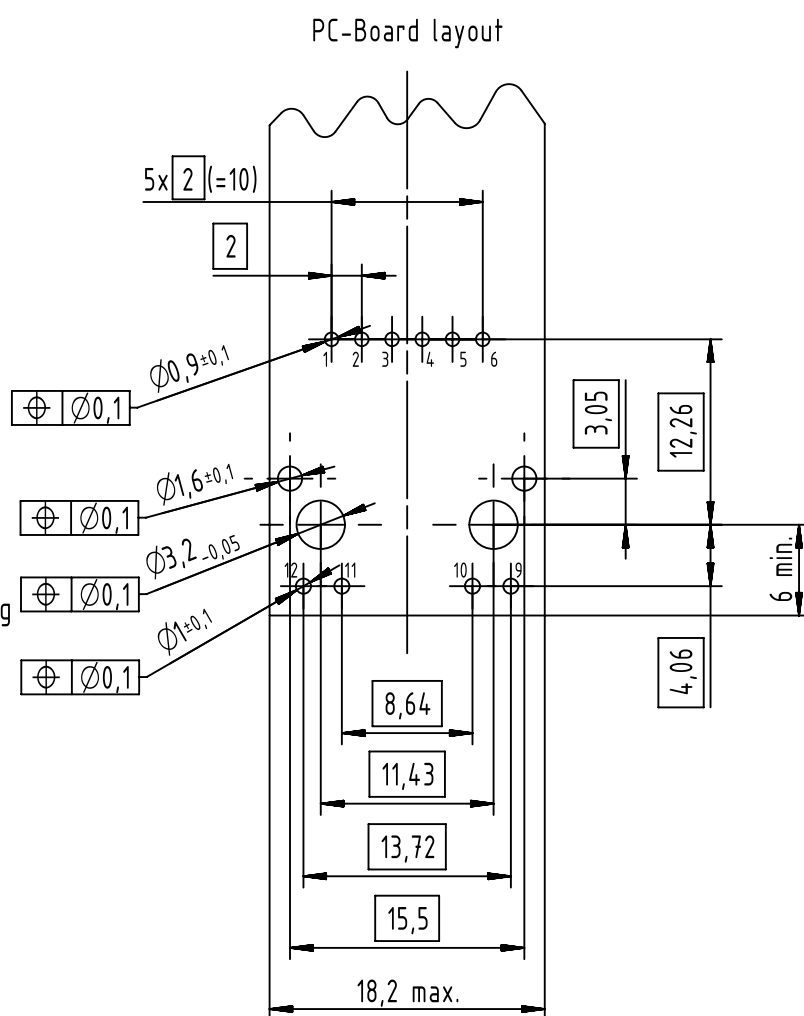 PC-Board layout
5x 2 (=10)
2
1 2 3 4 5 6
Ø0,9±0,1
⌖ Ø0,1
3,05
12,26
Ø1,6±0,1
⌖ Ø0,1
Ø3,2-0,05
⌖ Ø0,1
g
12 11 10 9
6 min.
Ø1±0,1
⌖ Ø0,1
4,06
8,64
11,43
13,72
15,5
18,2 max.